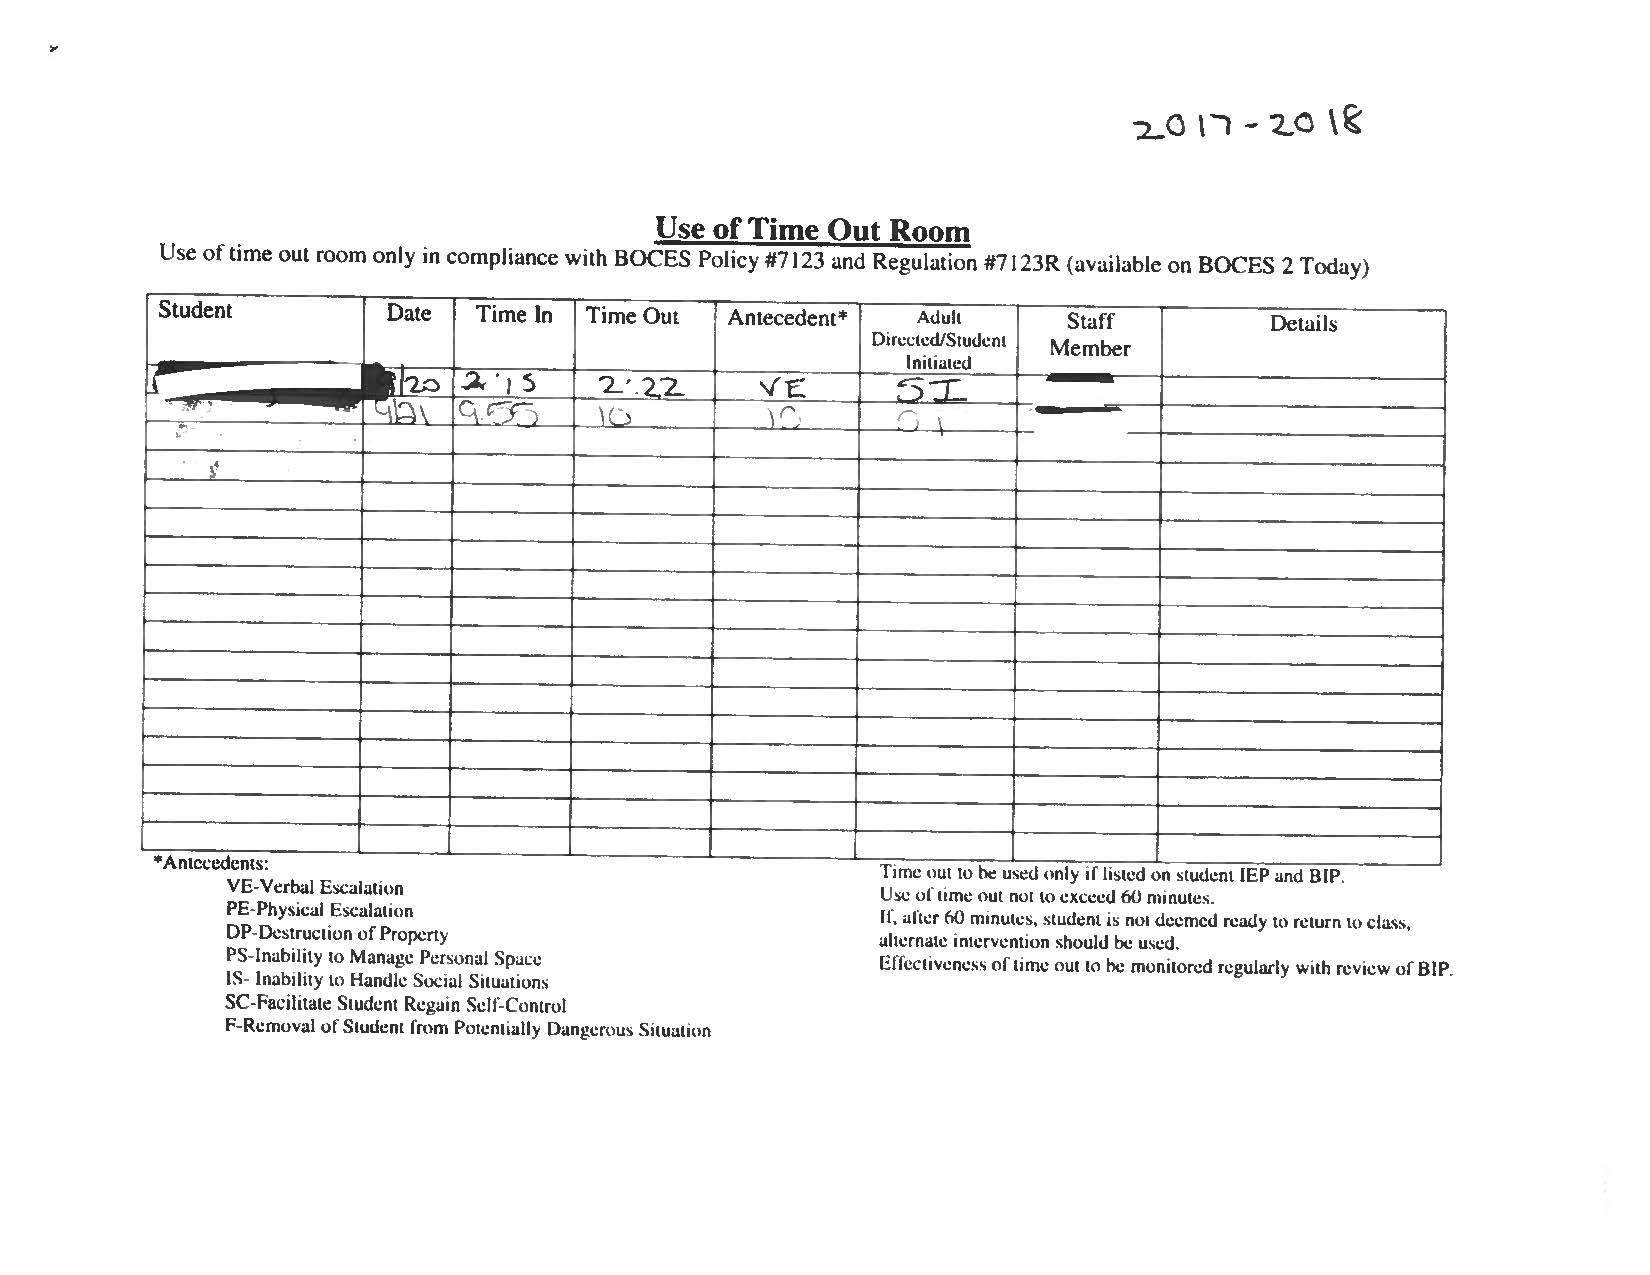 2017-2018
Use of Time Out Room
Use of time out room only in compliance with BOCES Policy #7123 and Regulation #7123R (available on BOCES 2 Today)
Student Date Time In Time Out Antecedent* Adult Directed/Student Initiated Staff Member Details
9/20 2:15 2:22 VE SI
9/21 9:55 10
*Antecedents:
VE-Verbal Escalation
PE-Physical Escalation
DP-Destruction of Property
PS-Inability to Manage Personal Space
IS- Inability to Handle Social Situations
SC-Facilitate Student Regain Self-Control
F-Removal of Student from Potentially Dangerous Situation
Time out to be used only if listed on student IEP and BIP.
Use of time out not to exceed 60 minutes.
If, after 60 minutes, student is not deemed ready to return to class,
alternate intervention should be used.
Effectiveness of time out to be monitored regularly with review of BIP.